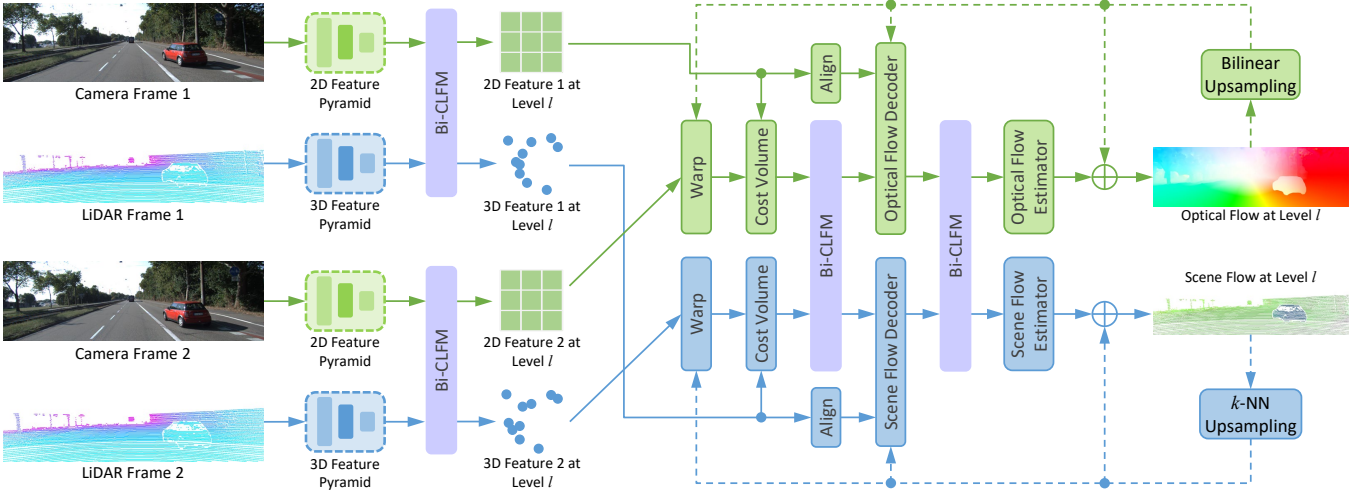 Camera Frame 1
2D Feature
Pyramid
Bi-CLFM
2D Feature 1 at
Level l
LiDAR Frame 1
3D Feature
Pyramid
3D Feature 1 at
Level l
Camera Frame 2
2D Feature
Pyramid
Bi-CLFM
2D Feature 2 at
Level l
LiDAR Frame 2
3D Feature
Pyramid
3D Feature 2 at
Level l
Warp
Cost Volume
Align
Bi-CLFM
Optical Flow Decoder
Bi-CLFM
Optical Flow
Estimator
Bilinear
Upsampling
Optical Flow at Level l
Warp
Cost Volume
Align
Scene Flow Decoder
Scene Flow
Estimator
Scene Flow at Level l
k-NN
Upsampling